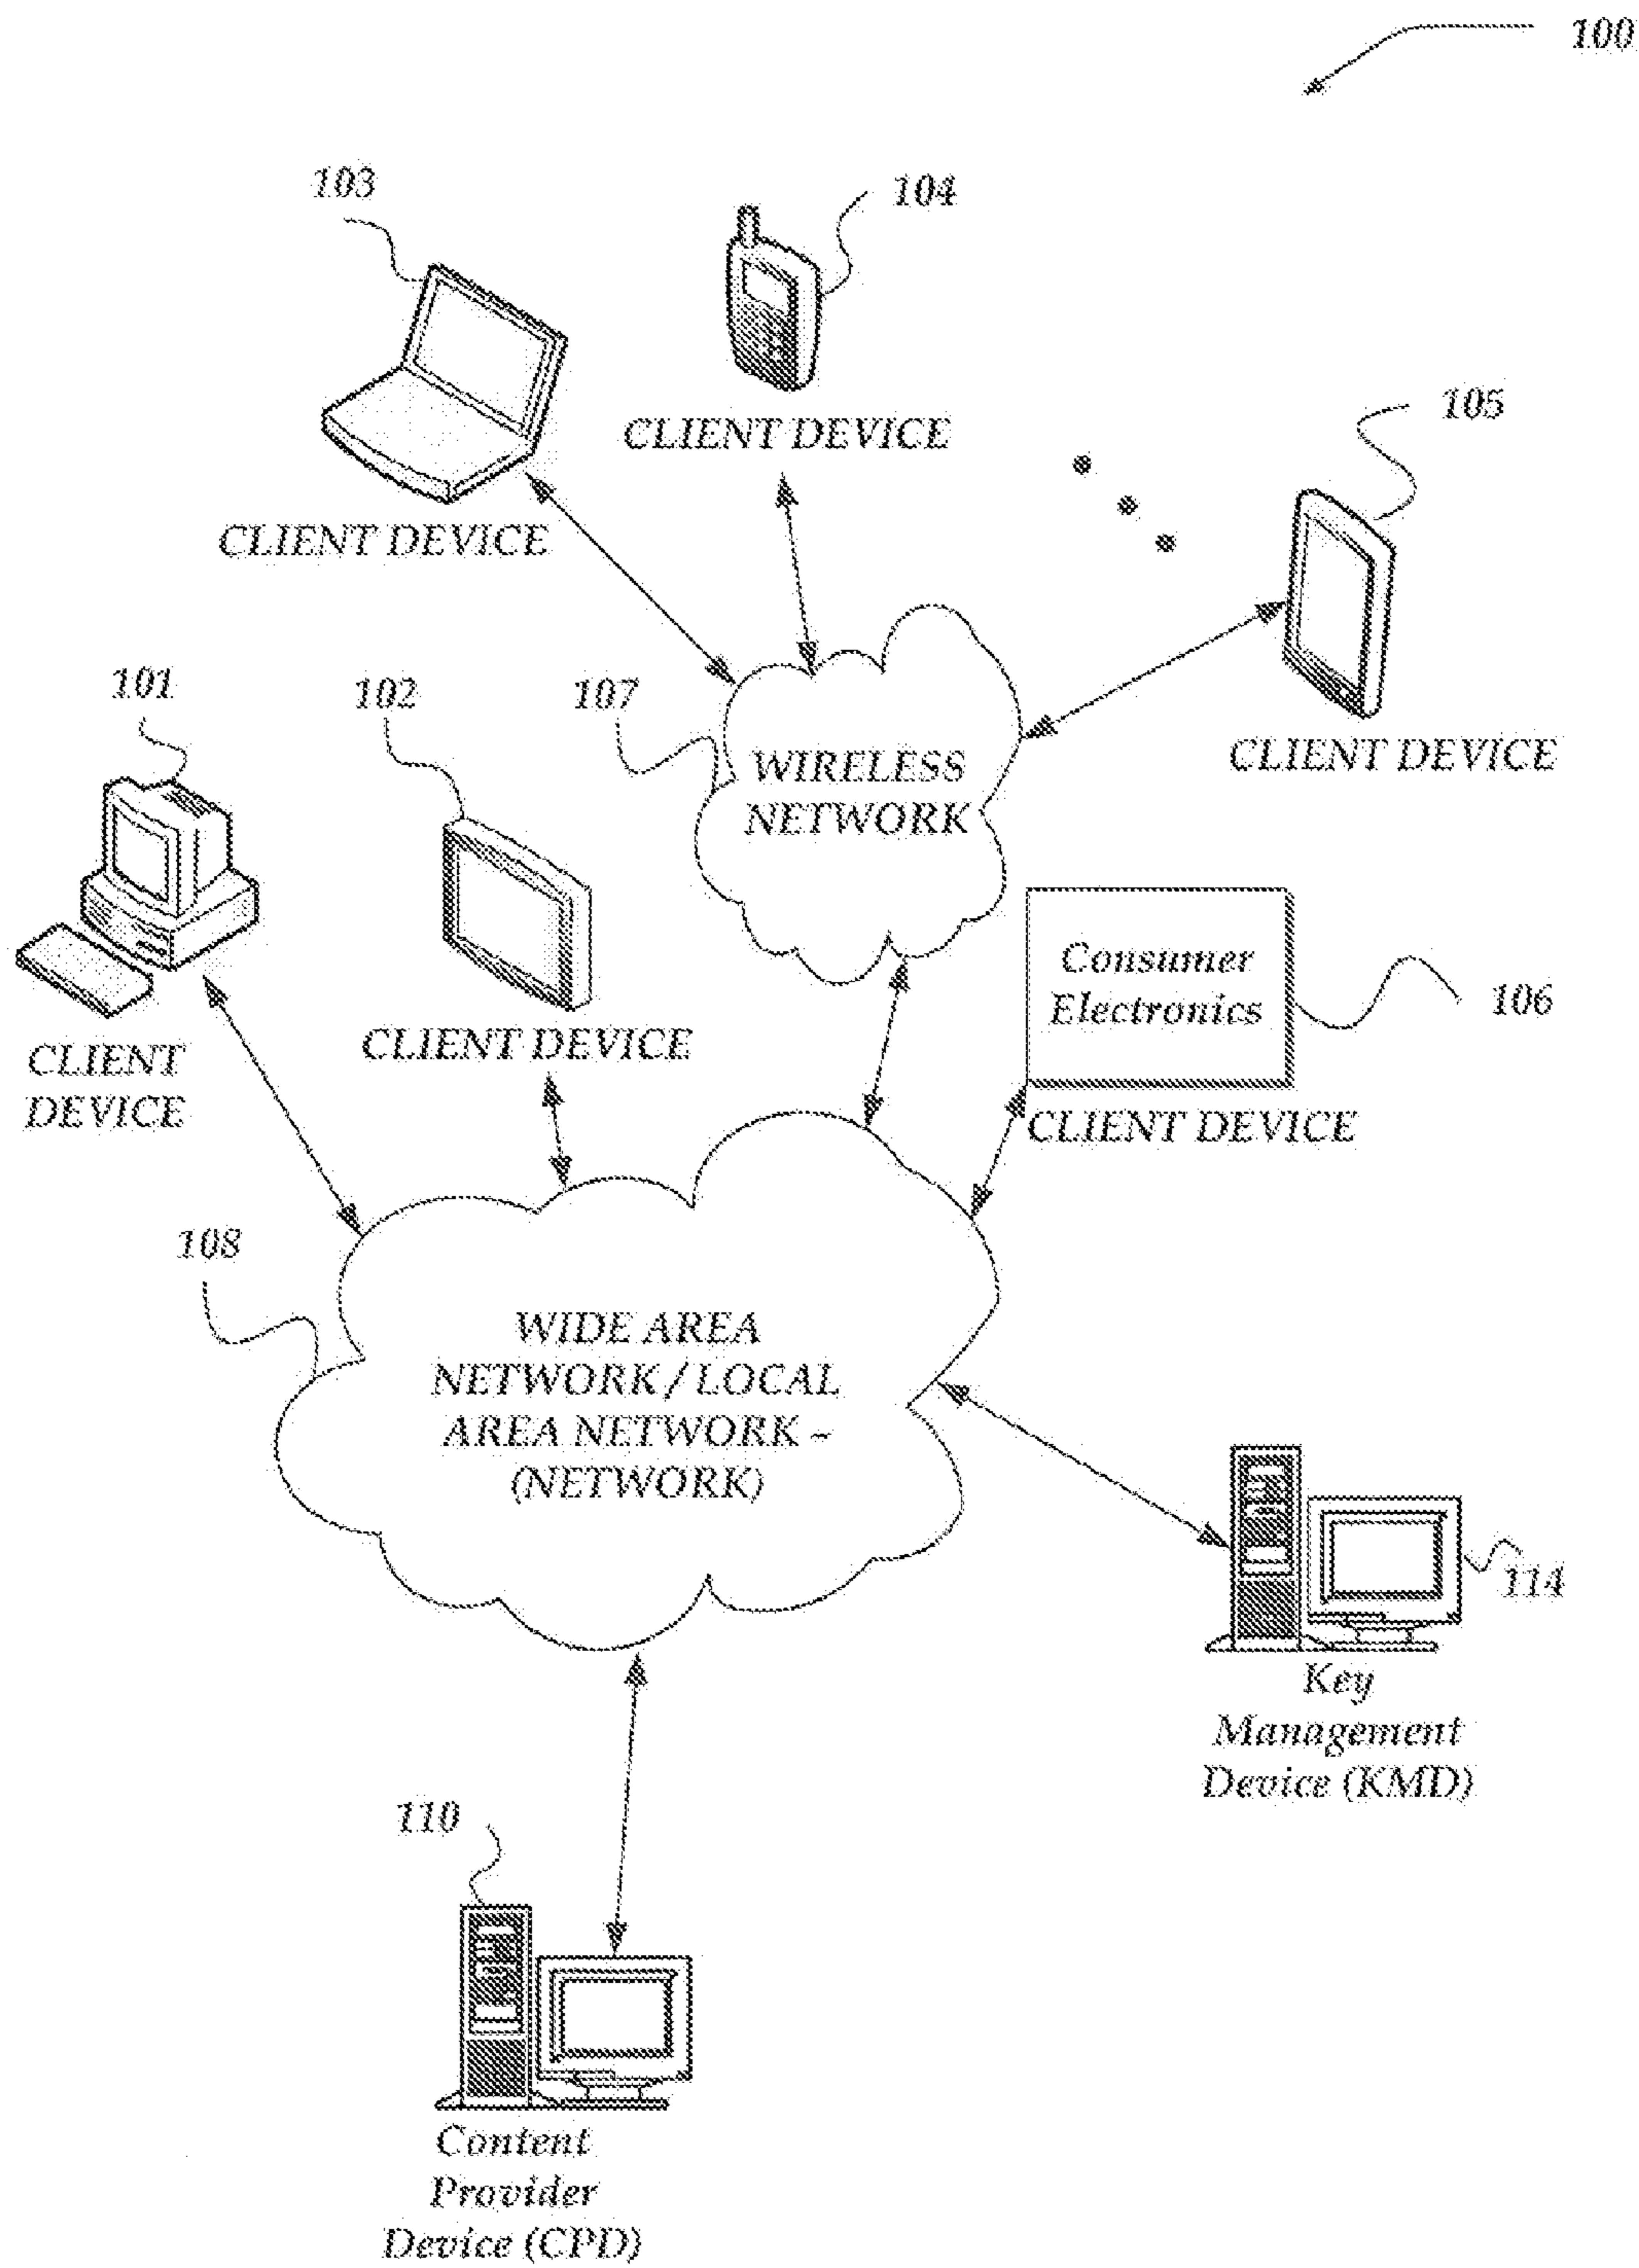 100
103
104
CLIENT DEVICE
105
CLIENT DEVICE
101
102
107
WIRELESS
NETWORK
CLIENT DEVICE
Consumer
Electronics
106
CLIENT
DEVICE
CLIENT DEVICE
CLIENT DEVICE
108
WIDE AREA
NETWORK / LOCAL
AREA NETWORK –
(NETWORK)
114
Key
Management
Device (KMD)
110
Content
Provider
Device (CPD)